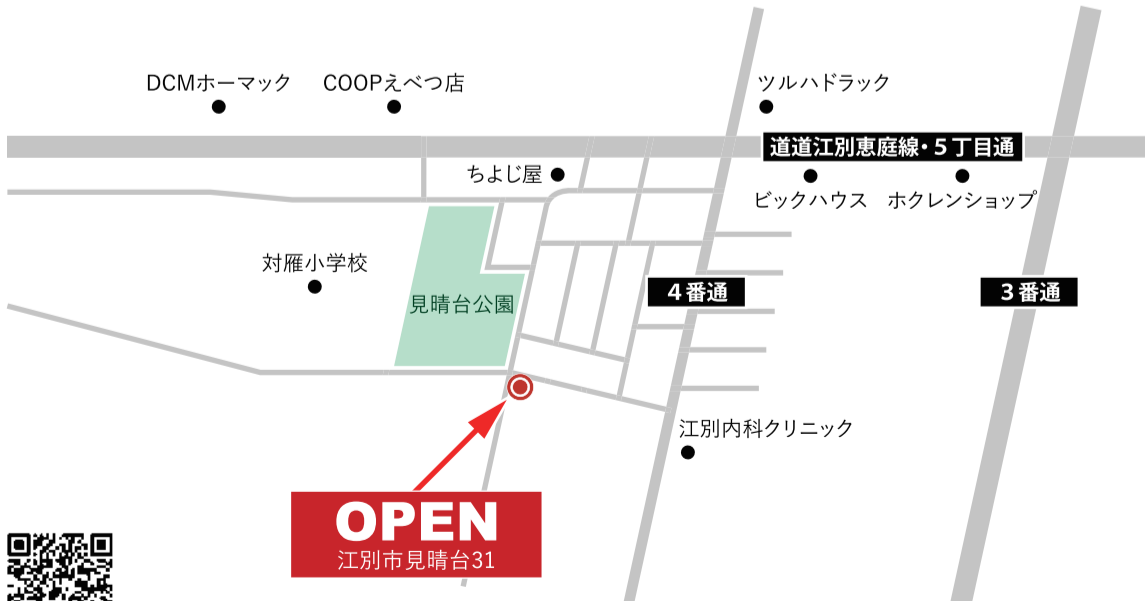 DCMホーマック
COOPえべつ店
ツルハドラック
道道江別恵庭線・5丁目通
ちよじ屋
ビックハウス
ホクレンショップ
対雁小学校
見晴台公園
4番通
3番通
江別内科クリニック
OPEN
江別市見晴台31